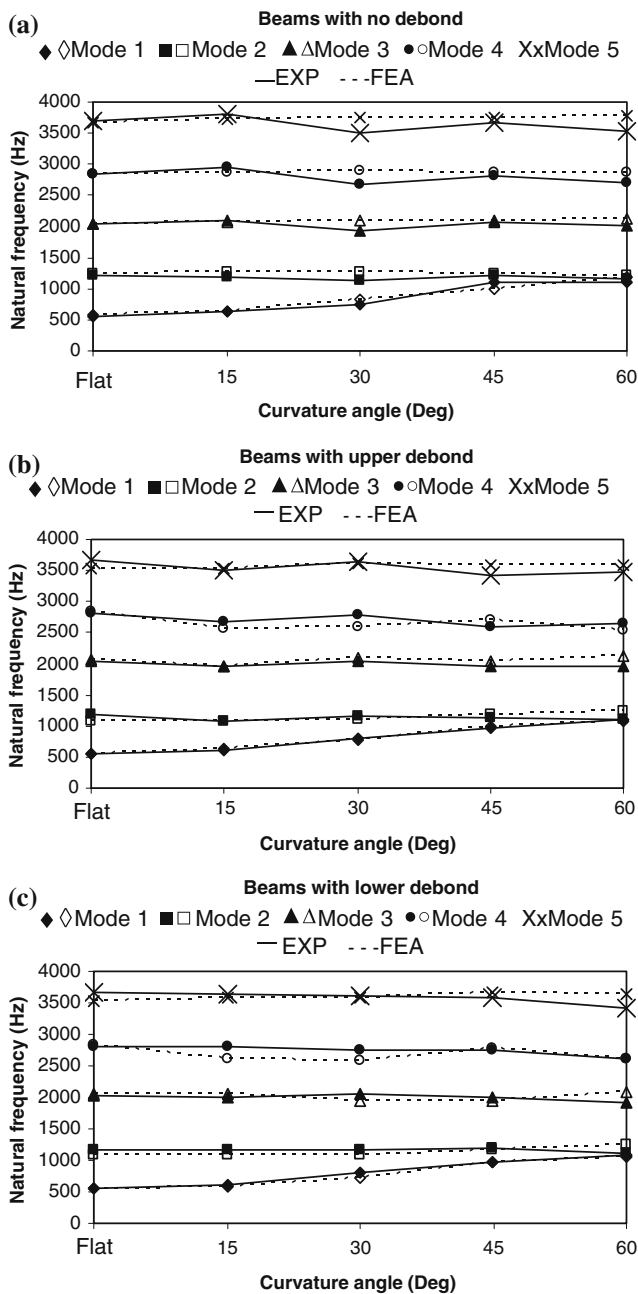 (a)
Beams with no debond
◆ ◇Mode 1 ■ □ Mode 2 ▲ △Mode 3 ● ○Mode 4 XxMode 5
—EXP - - -FEA
Natural frequency (Hz)
4000
3500
3000
2500
2000
1500
1000
500
0
Flat 15 30 45 60
Curvature angle (Deg)
(b)
Beams with upper debond
◆ ◇Mode 1 ■ □ Mode 2 ▲ △Mode 3 ● ○Mode 4 XxMode 5
— EXP - - -FEA
Natural frequency (Hz)
4000
3500
3000
2500
2000
1500
1000
500
0
Flat 15 30 45 60
Curvature angle (Deg)
(c)
Beams with lower debond
◆ ◇Mode 1 ■ □ Mode 2 ▲ △Mode 3 ● ○Mode 4 XxMode 5
—EXP - - -FEA
Natural frequency (Hz)
4000
3500
3000
2500
2000
1500
1000
500
0
Flat 15 30 45 60
Curvature angle (Deg)